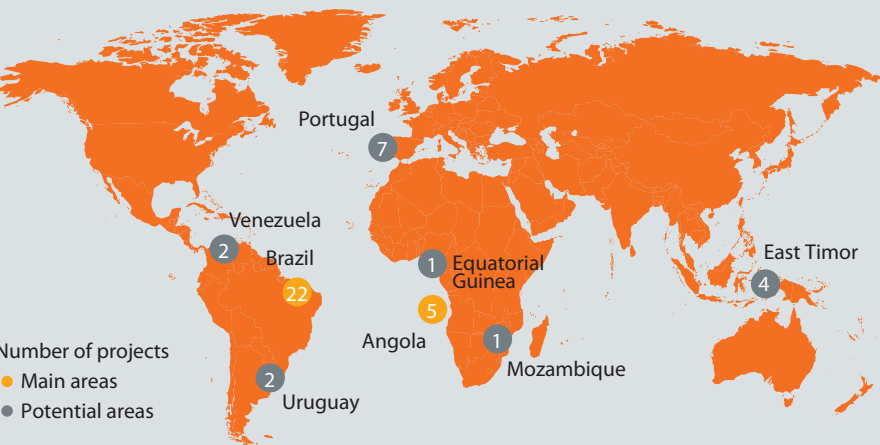 Portugal
7
Venezuela
2
Brazil
22
1
Equatorial
Guinea
East Timor
4
5
Angola
1
Mozambique
2
Uruguay
Number of projects
Main areas
Potential areas